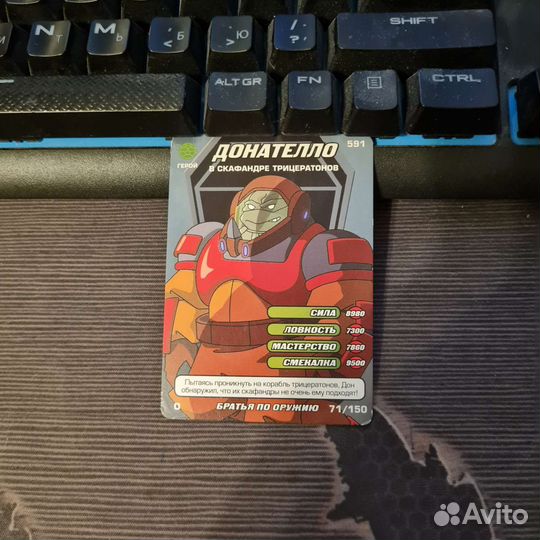 И N Т M Ь < Б > Ю / ? SHIFT
ALT GR FN CTRL
ДОНАТЕЛЛО 591
ГЕРОЙ В СКАФАНДРЕ ТРИЦЕРАТОНОВ
СИЛА 8980
ЛОВКОСТЬ 7300
МАСТЕРСТВО 7860
СМЕКАЛКА 9500
Пытаясь проникнуть на корабль трицератонов, Дон
обнаружил, что их скафандры не очень ему подходят!
0 БРАТЬЯ ПО ОРУЖИЮ 71/150
Avito